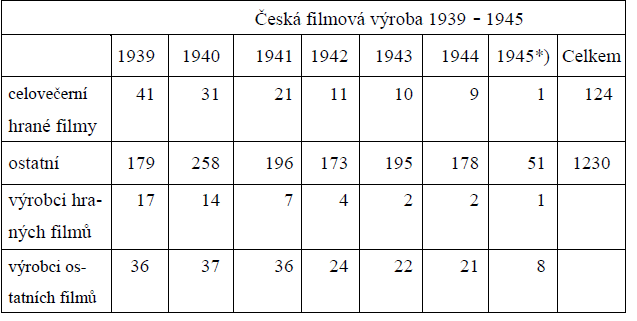 Česká filmová výroba 1939 - 1945
1939 1940 1941 1942 1943 1944 1945*) Celkem
celovečerní 41 31 21 11 10 9 1 124
hrané filmy
ostatní 179 258 196 173 195 178 51 1230
výrobci hra- 17 14 7 4 2 2 1
ných filmů
výrobci os- 36 37 36 24 22 21 8
tatních filmů